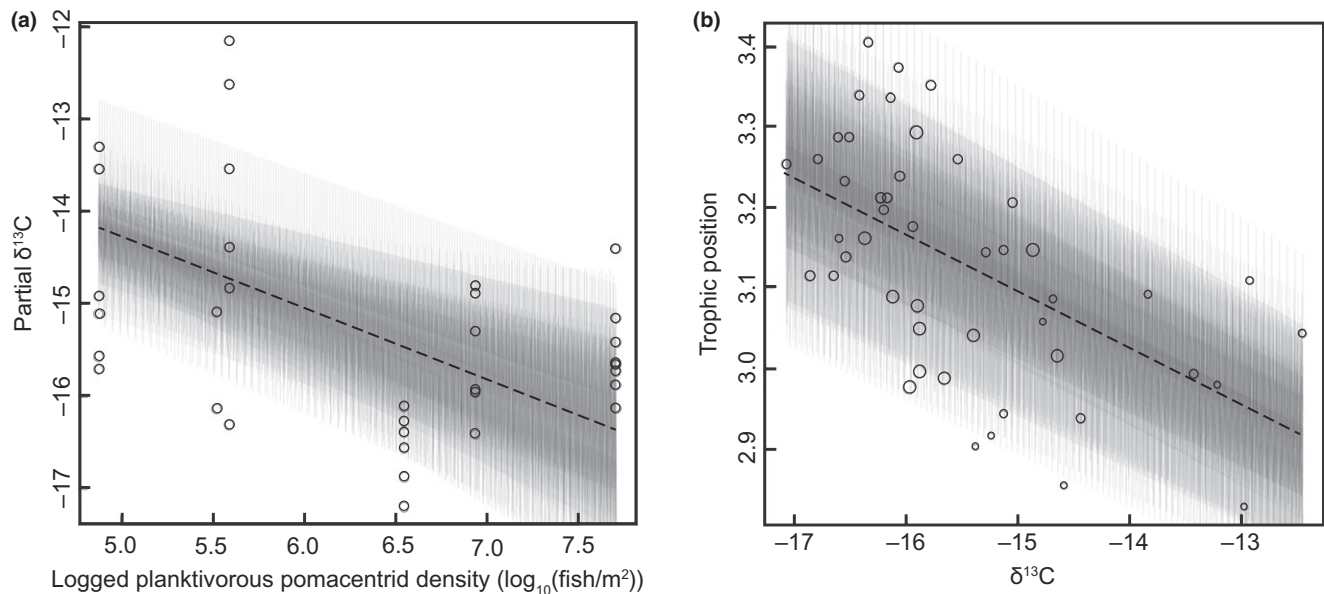 (a)
−12
−13
−14
−15
−16
−17
Partial δ¹³C
5.0 5.5 6.0 6.5 7.0 7.5
Logged planktivorous pomacentrid density (log₁₀(fish/m²))
(b)
3.4
3.3
3.2
3.1
3.0
2.9
Trophic position
−17 −16 −15 −14 −13
δ¹³C